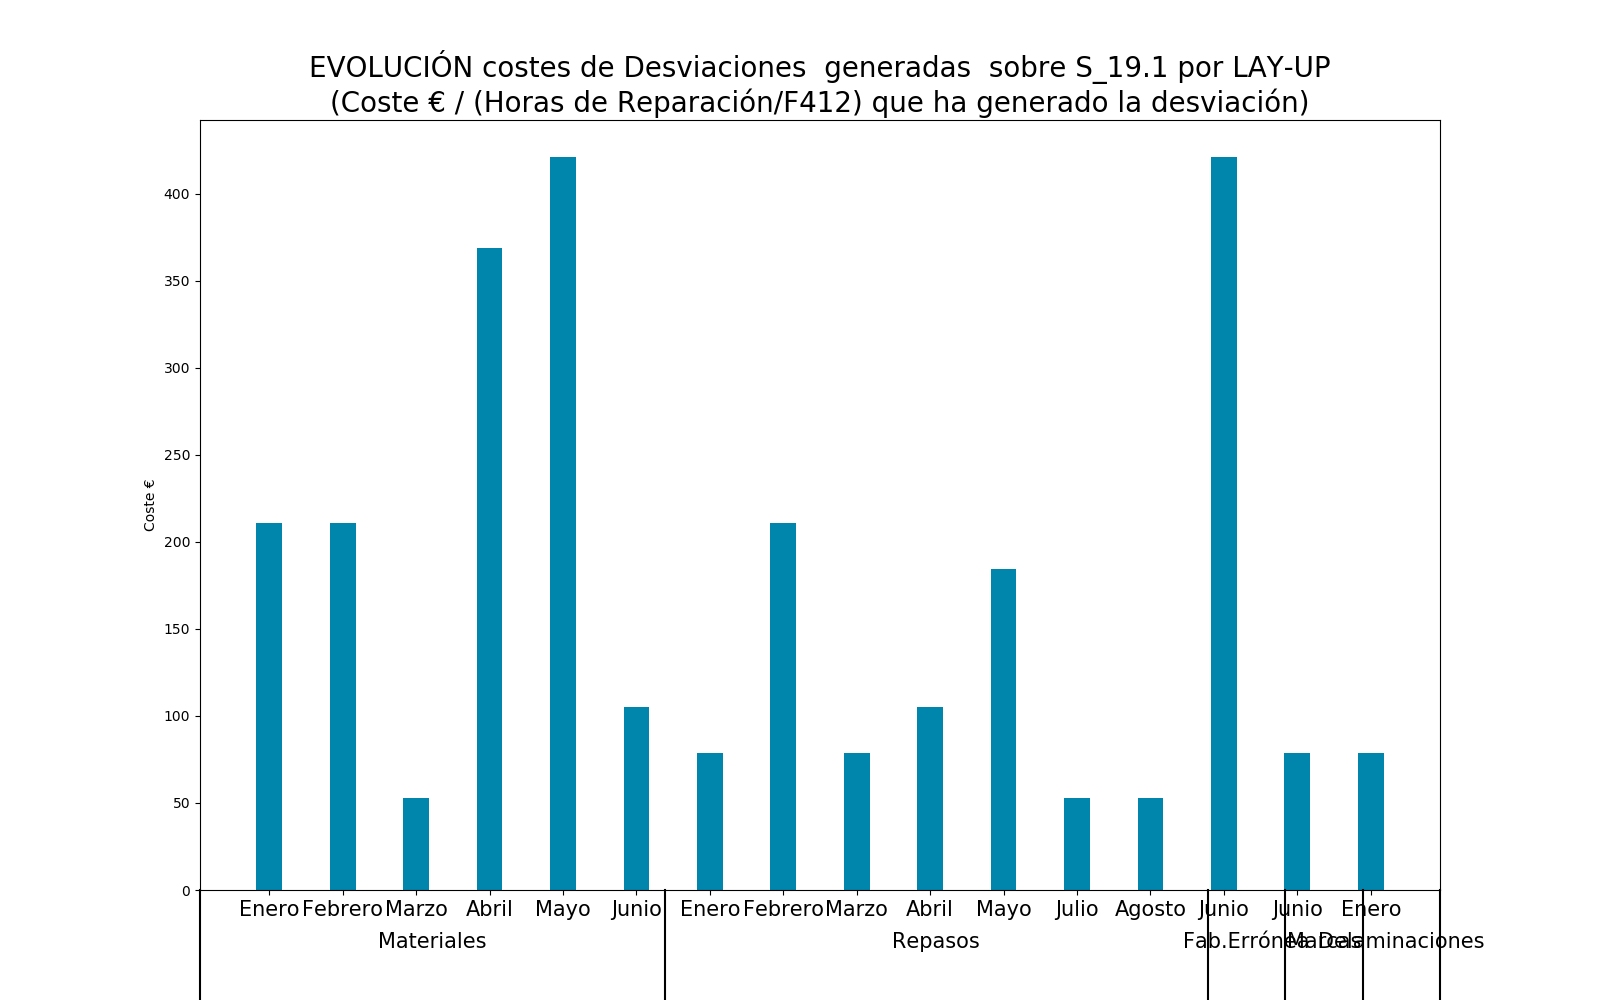 EVOLUCIÓN costes de Desviaciones  generadas  sobre S_19.1 por LAY-UP
(Coste € / (Horas de Reparación/F412) que ha generado la desviación)
400
350
300
250
200
150
100
50
0
Coste €
Enero Febrero Marzo Abril Mayo Junio Enero Febrero Marzo Abril Mayo Julio Agosto Junio Junio Enero
Materiales Repasos Fab.Errónea Marcas Delaminaciones